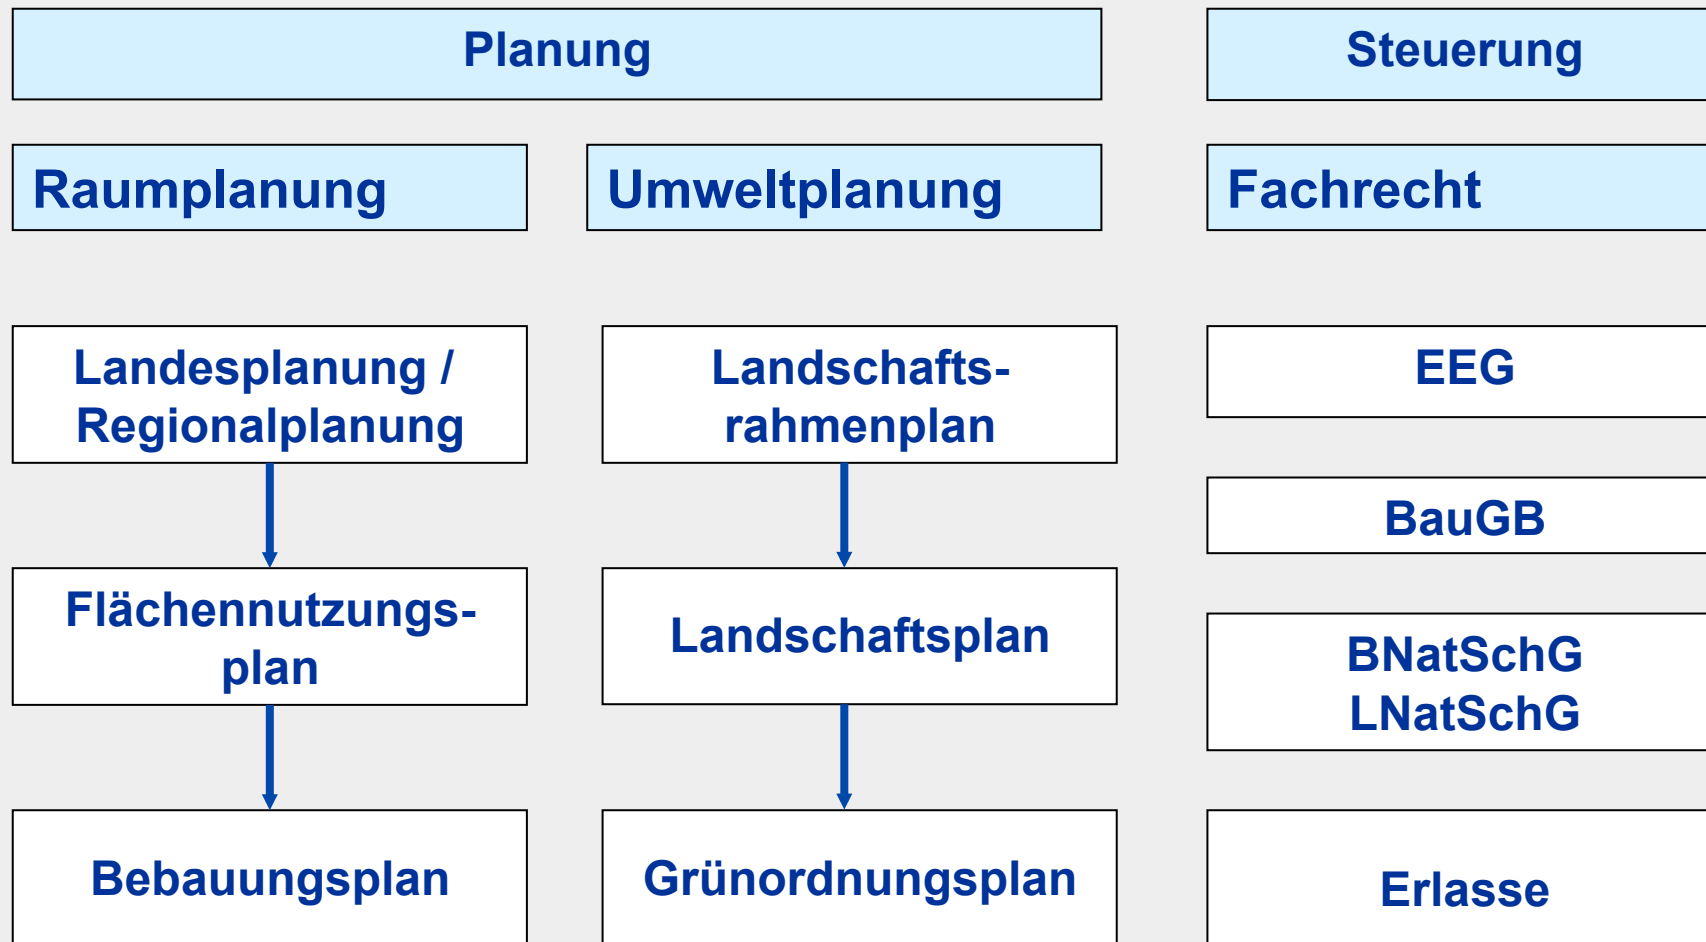 Planung
Steuerung
Raumplanung
Umweltplanung
Fachrecht
Landesplanung /
Regionalplanung
Landschafts-
rahmenplan
EEG
BauGB
Flächennutzungs-
plan
Landschaftsplan
BNatSchG
LNatSchG
Bebauungsplan
Grünordnungsplan
Erlasse